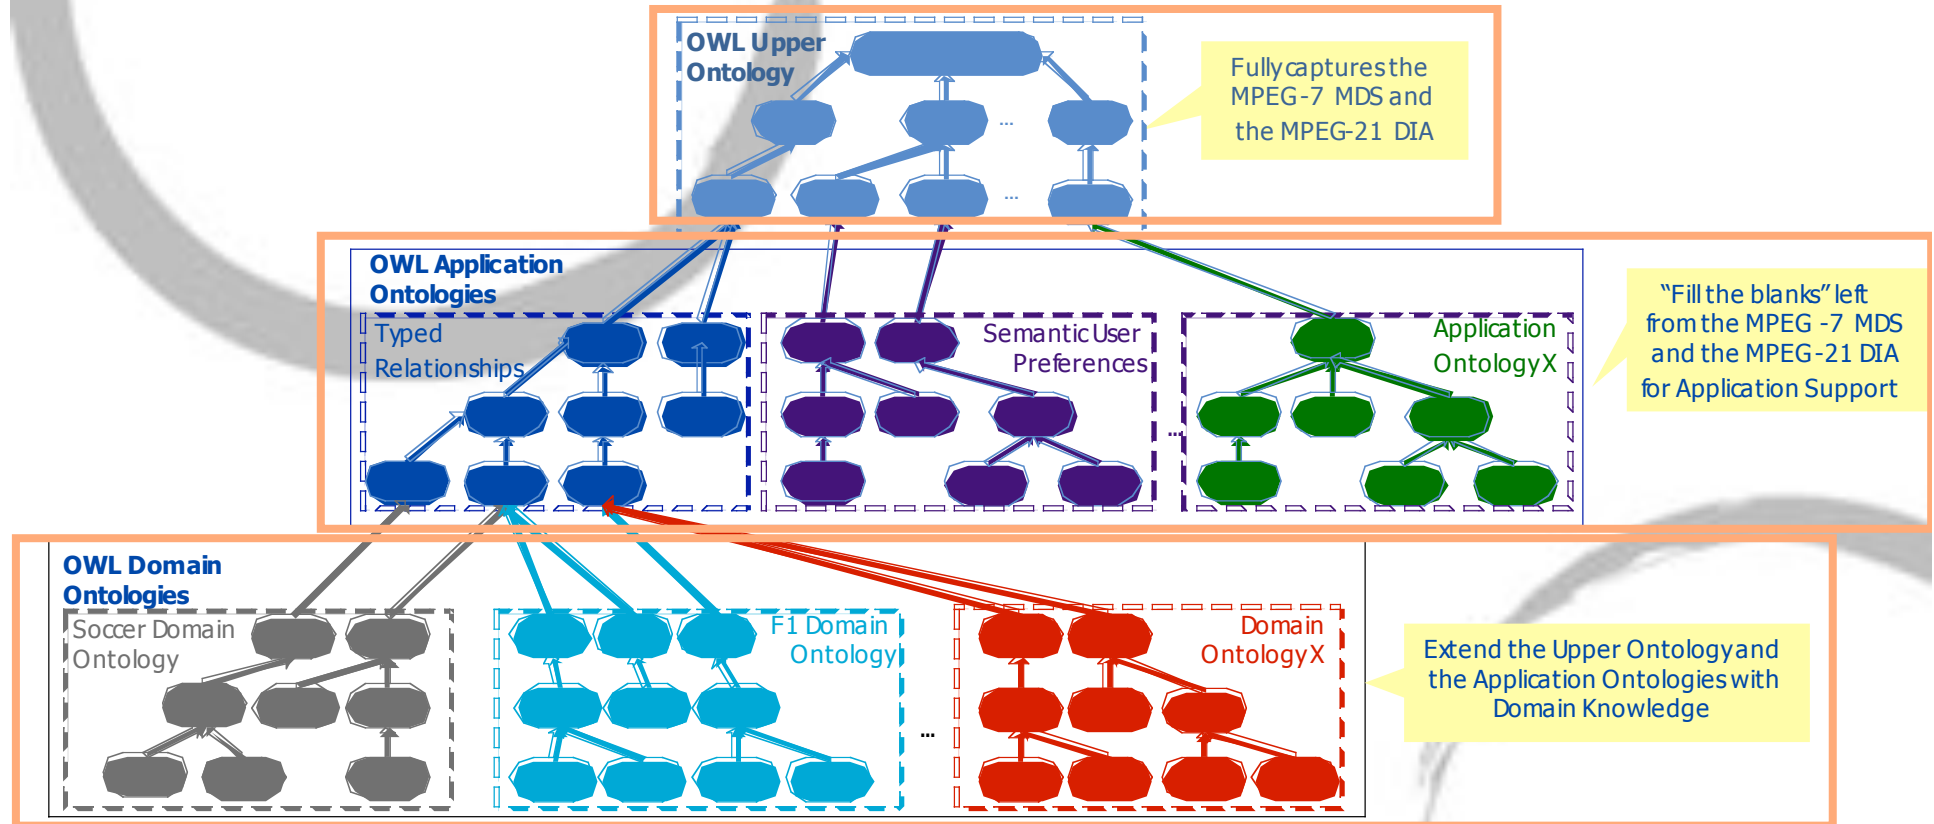 OWL Upper
Ontology
Fully captures the
MPEG-7 MDS and
the MPEG-21 DIA
...
...
OWL Application
Ontologies
Typed
Relationships
Semantic User
Preferences
...
Application
Ontology X
“Fill the blanks” left
from the MPEG -7 MDS
and the MPEG-21 DIA
for Application Support
OWL Domain
Ontologies
Soccer Domain
Ontology
F1 Domain
Ontology
...
Domain
Ontology X
Extend the Upper Ontology and
the Application Ontologies with
Domain Knowledge